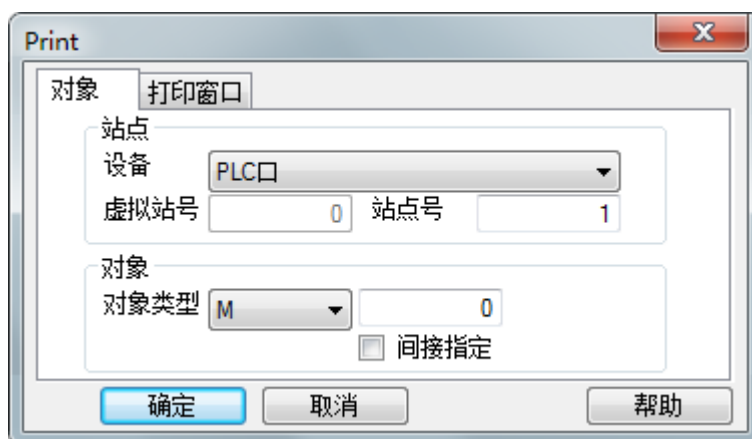 Print
对象 打印窗口
站点
设备 PLC口
虚拟站号 0 站点号 1
对象
对象类型 M 0
间接指定
确定 取消 帮助